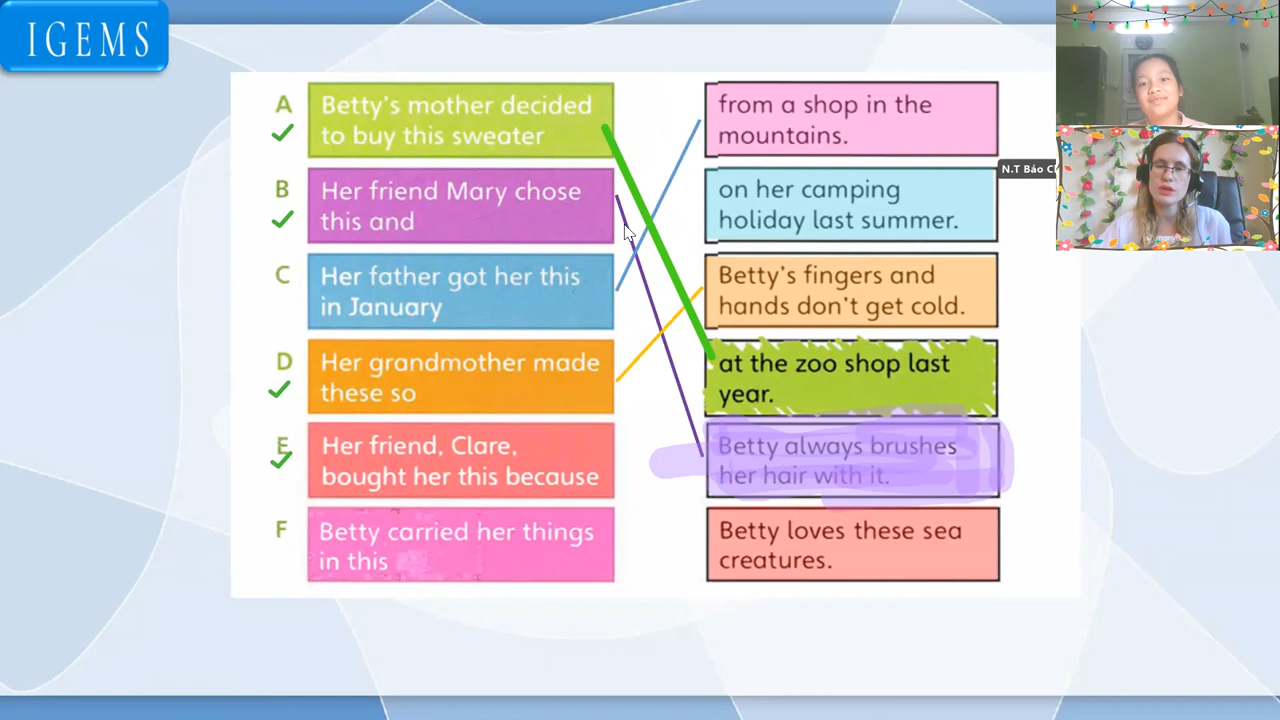 IGEMS
A
Betty's mother decided
to buy this sweater
from a shop in the
mountains.
B
Her friend Mary chose
this and
on her camping
holiday last summer.
N.T Bảo
C
Her father got her this
in January
Betty's fingers and
hands don't get cold.
D
Her grandmother made
these so
at the zoo shop last
year.
E
Her friend, Clare,
bought her this because
Betty always brushes
her hair with it.
F
Betty carried her things
in this
Betty loves these sea
creatures.